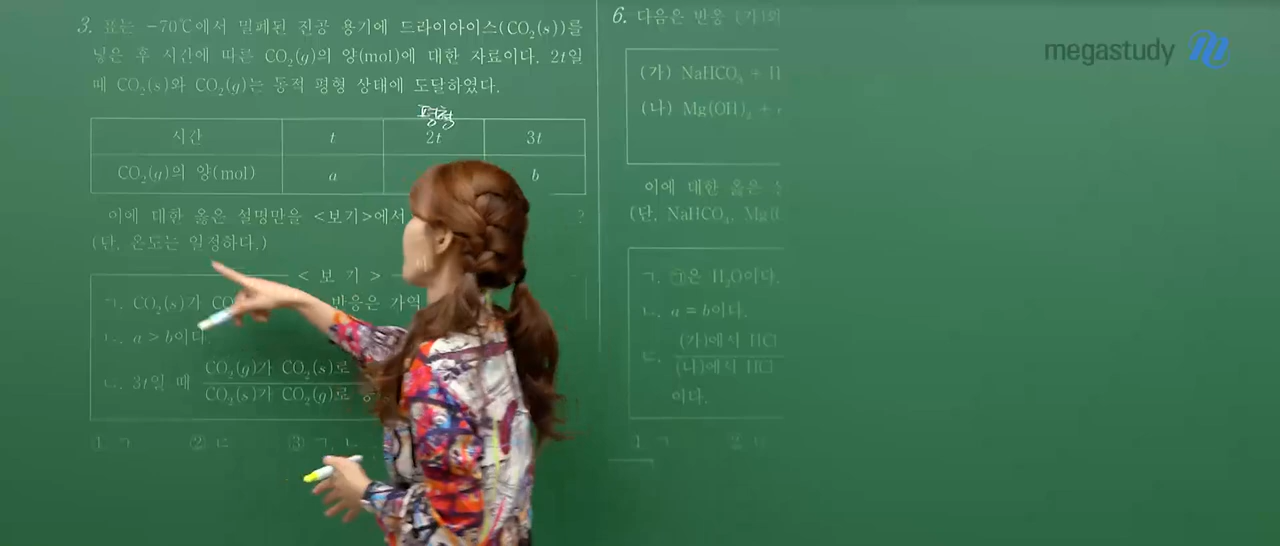 3. 표는 -70℃에서 밀폐된 진공 용기에 드라이아이스(CO₂(s))를
넣은 후 시간에 따른 CO₂(g)의 양(mol)에 대한 자료이다. 2t일
때 CO₂(s)와 CO₂(g)는 동적 평형 상태에 도달하였다.
평형
시간 t 2t 3t
CO₂(g)의 양(mol) a b
이에 대한 옳은 설명만을 <보기>에서 ?
(단, 온도는 일정하다.)
<보 기>
ㄱ. CO₂(s)가 반응은
ㄴ. a > b이다.
ㄷ. 3t일 때 CO₂(g)가 CO₂(s)로
CO₂(s)가 CO₂(g)로
① ㄱ ② ㄷ ③ ㄱ, ㄴ
6. 다음은 반응 (가)와
(가) NaHCO₃ +
(나) Mg(OH)₂ +
이에 대한 옳은
(단, NaHCO₃, Mg(
ㄱ. ㉠은 H₂O이다.
ㄴ. a = b이다.
ㄷ. (가)에서 HCl
(나)에서 HCl
이다.
① ㄱ
megastudy